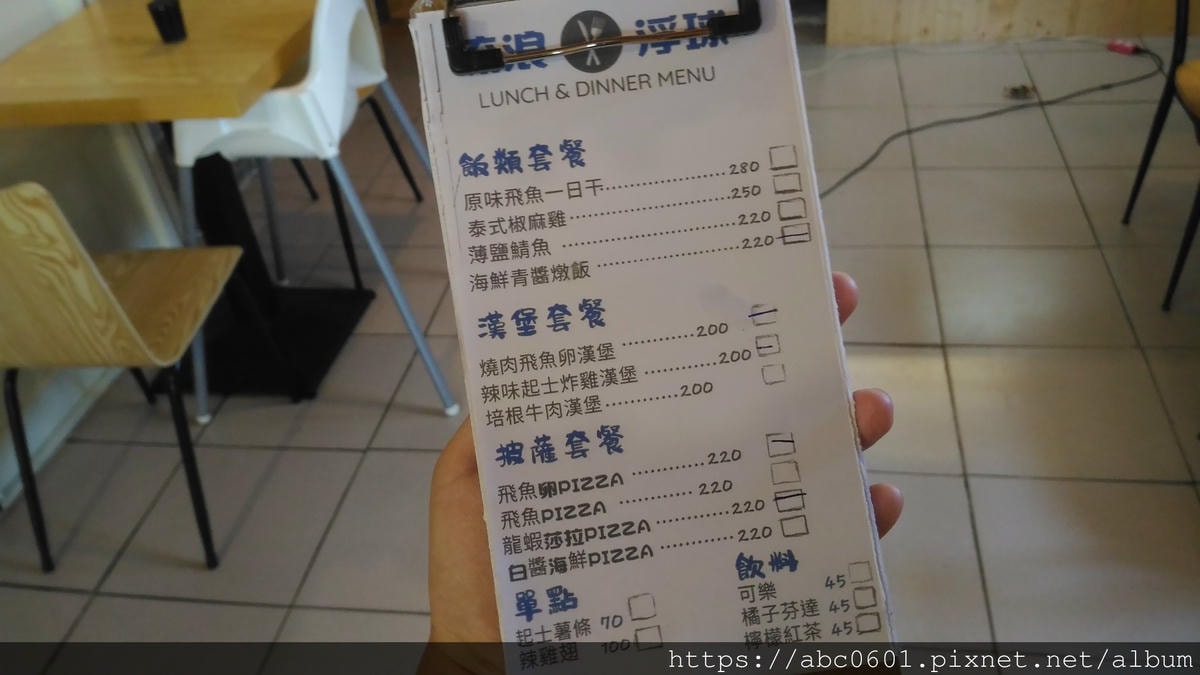 流浪 浮球
LUNCH & DINNER MENU
飯類套餐
原味飛魚一日干 280
泰式椒麻雞 250
薄鹽鯖魚 220
海鮮青醬燉飯 220
漢堡套餐
燒肉飛魚卵漢堡 200
辣味起士炸雞漢堡 200
培根牛肉漢堡 200
披薩套餐
飛魚卵PIZZA 220
飛魚PIZZA 220
龍蝦莎拉PIZZA 220
白醬海鮮PIZZA 220
單點
起士薯條 70
辣雞翅 100
飲料
可樂 45
橘子芬達 45
檸檬紅茶 45
https://abc0601.pixnet.net/album